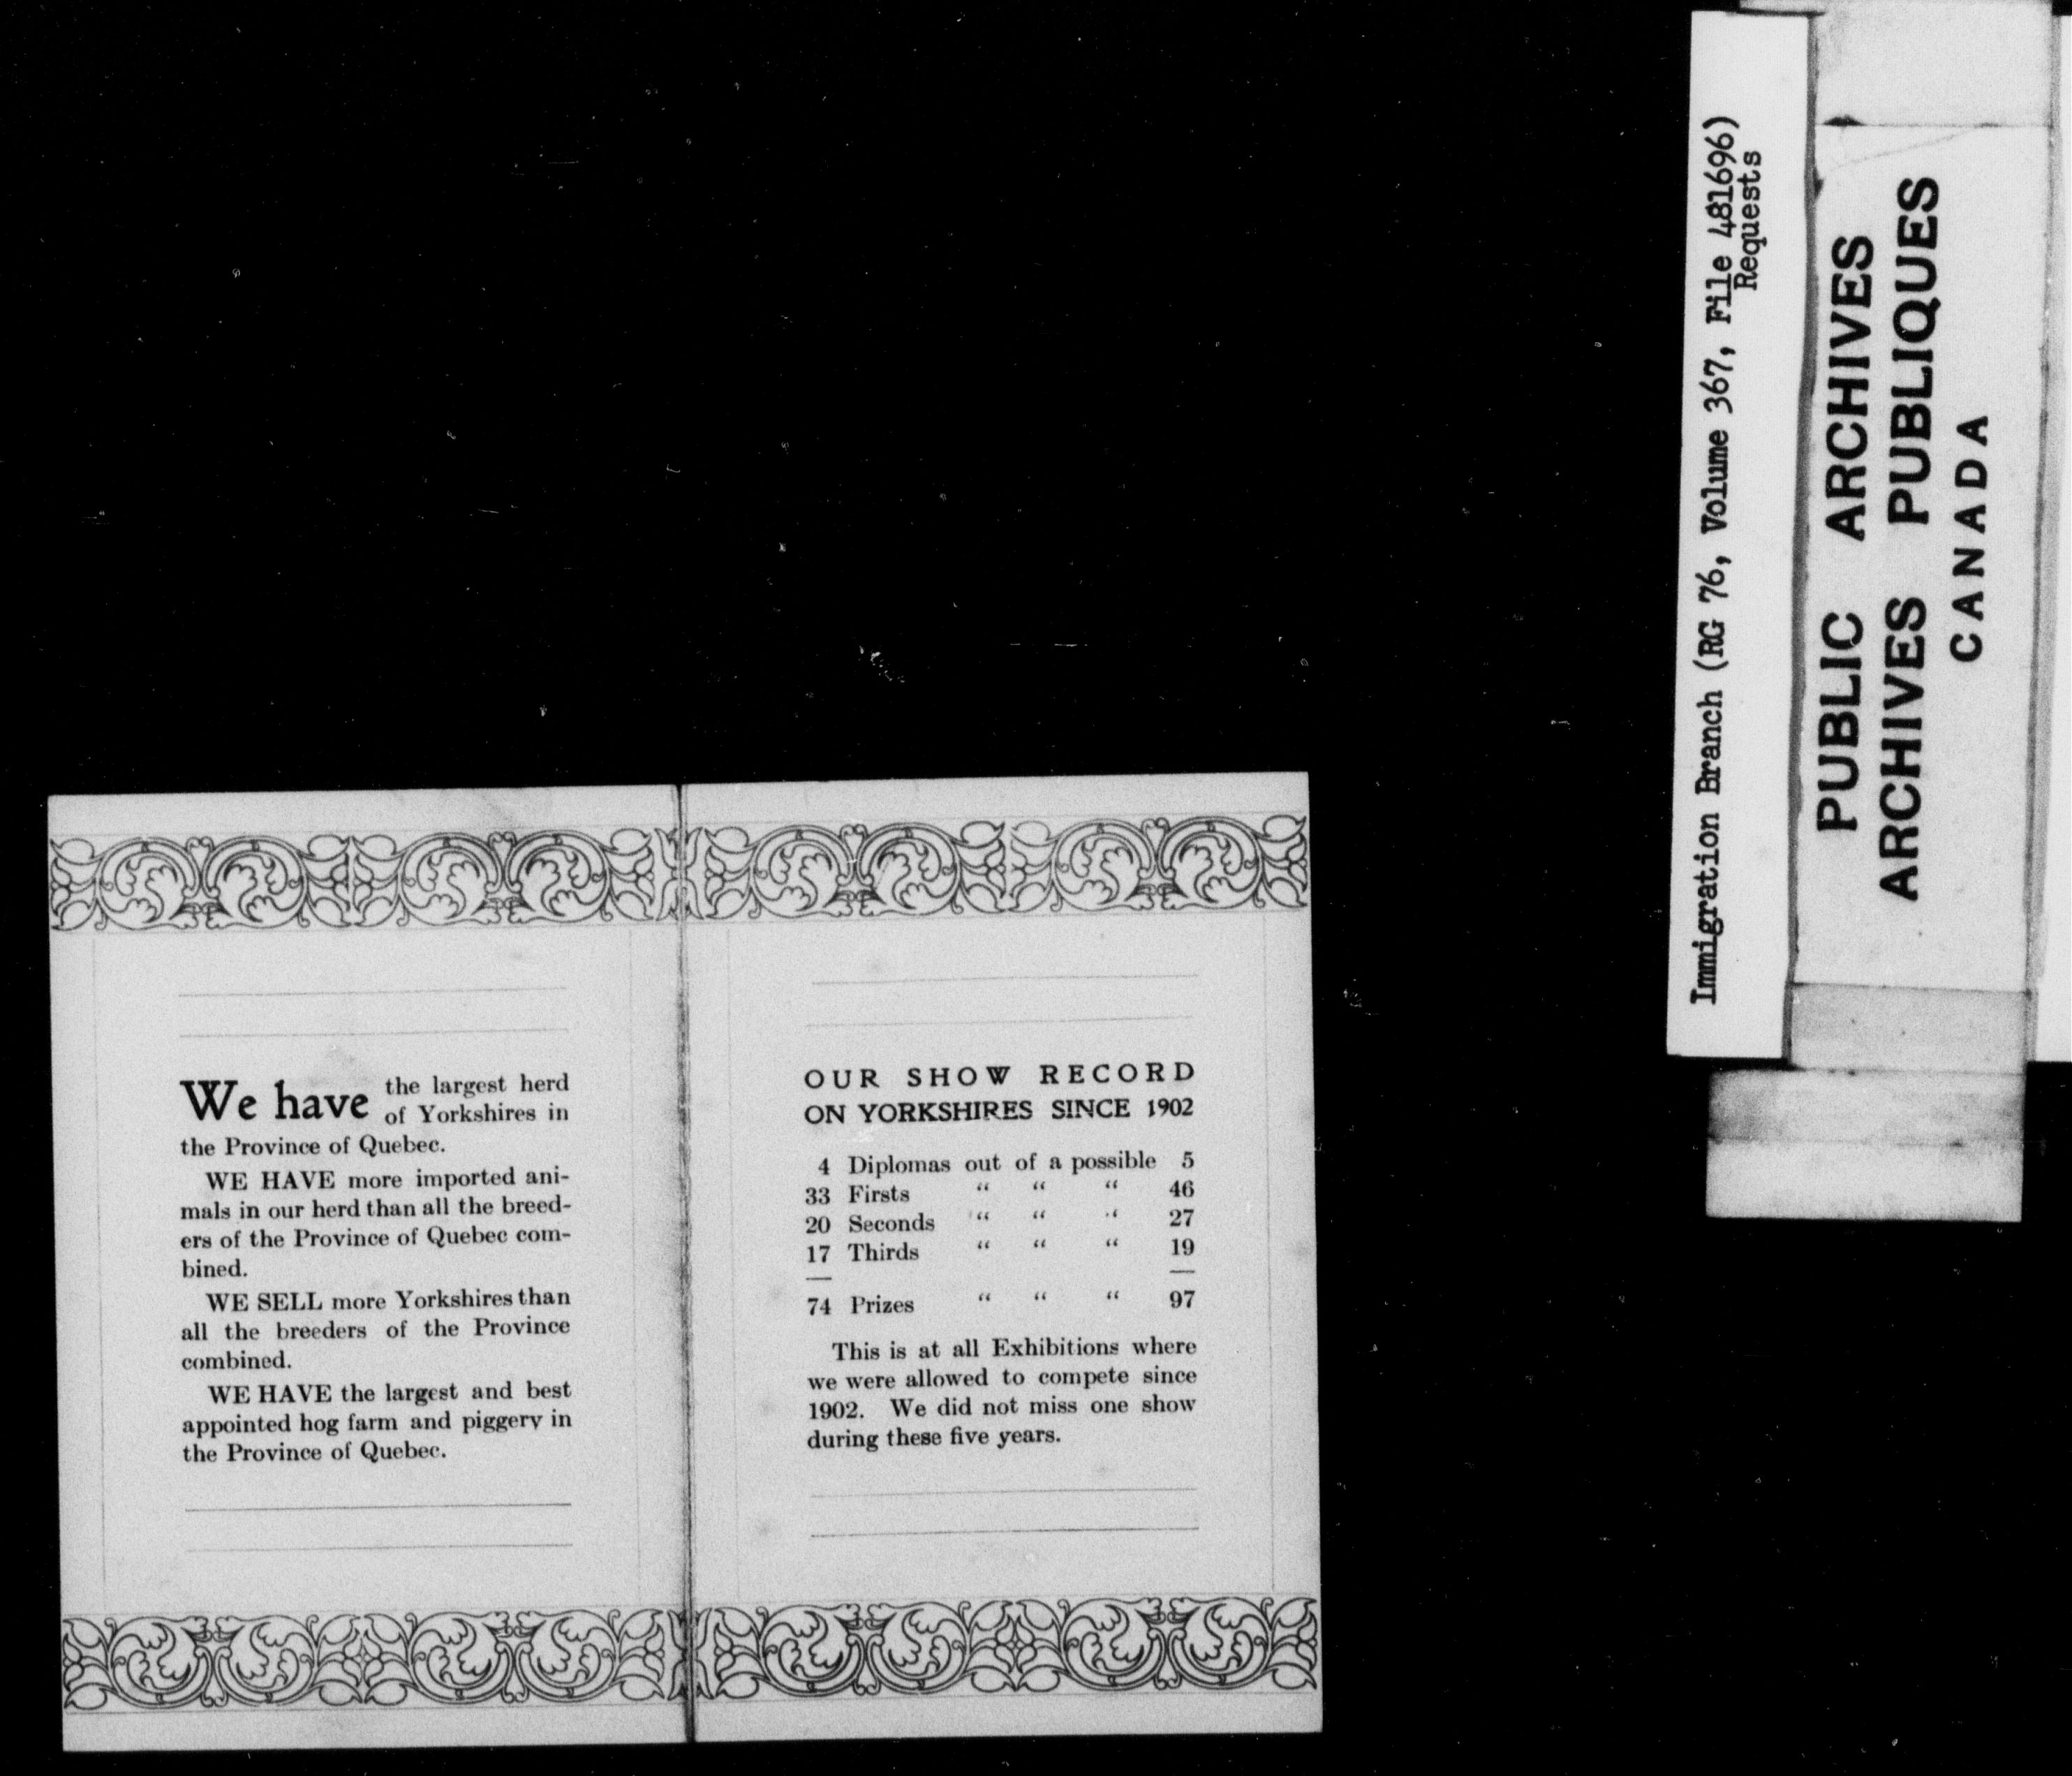 We have the largest herd
of Yorkshires in
the Province of Quebec.
WE HAVE more imported ani-
mals in our herd than all the breed-
ers of the Province of Quebec com-
bined.
WE SELL more Yorkshires than
all the breeders of the Province
combined.
WE HAVE the largest and best
appointed hog farm and piggery in
the Province of Quebec.
OUR SHOW RECORD
ON YORKSHIRES SINCE 1902
4 Diplomas out of a possible 5
33 Firsts “ “ “ 46
20 Seconds “ “ “ 27
17 Thirds “ “ “ 19
74 Prizes “ “ “ 97
This is at all Exhibitions where
we were allowed to compete since
1902. We did not miss one show
during these five years.
Immigration Branch (RG 76, Volume 367, File 481696)
Requests
PUBLIC ARCHIVES
ARCHIVES PUBLIQUES
CANADA